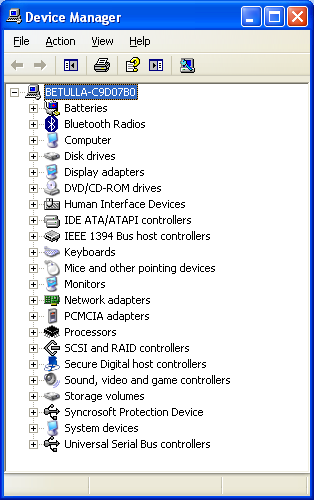 Device Manager
File Action View Help
BETULLA-C9D07B0
Batteries
Bluetooth Radios
Computer
Disk drives
Display adapters
DVD/CD-ROM drives
Human Interface Devices
IDE ATA/ATAPI controllers
IEEE 1394 Bus host controllers
Keyboards
Mice and other pointing devices
Monitors
Network adapters
PCMCIA adapters
Processors
SCSI and RAID controllers
Secure Digital host controllers
Sound, video and game controllers
Storage volumes
Syncrosoft Protection Device
System devices
Universal Serial Bus controllers